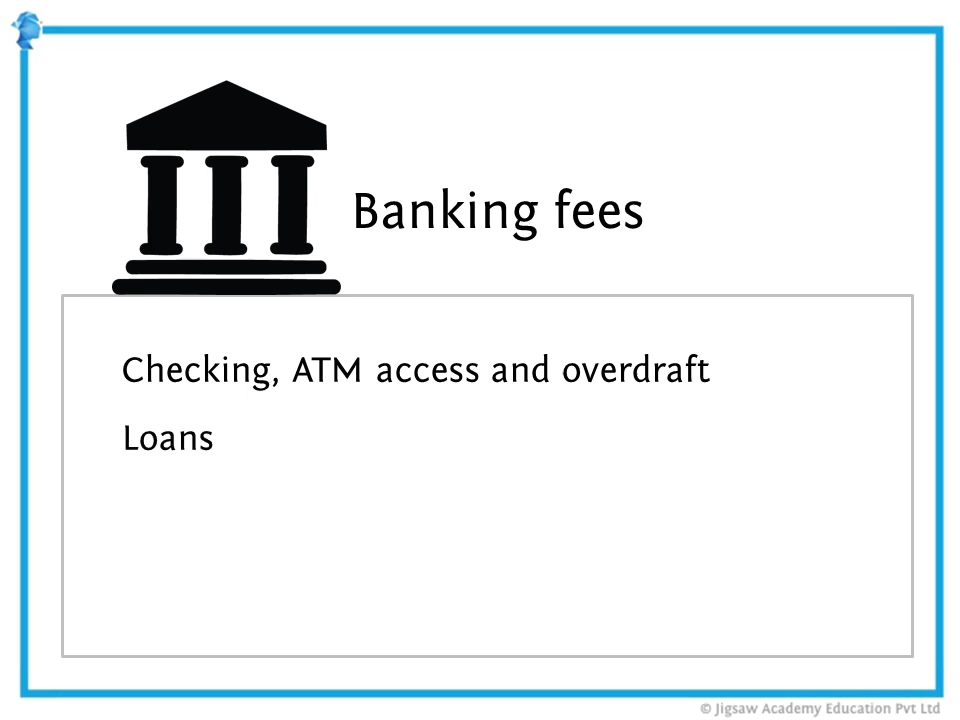 Banking fees
Checking, ATM access and overdraft
Loans
© Jigsaw Academy Education Pvt Ltd